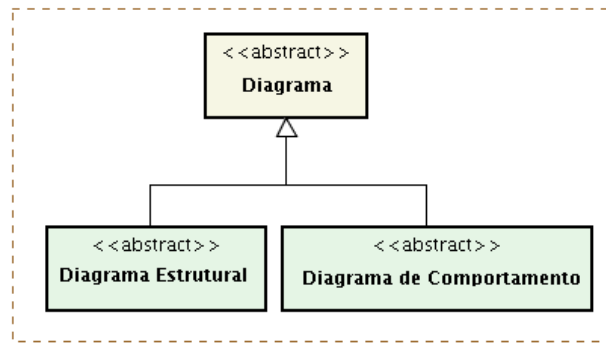 <<abstract>>
Diagrama
<<abstract>>
Diagrama Estrutural
<<abstract>>
Diagrama de Comportamento